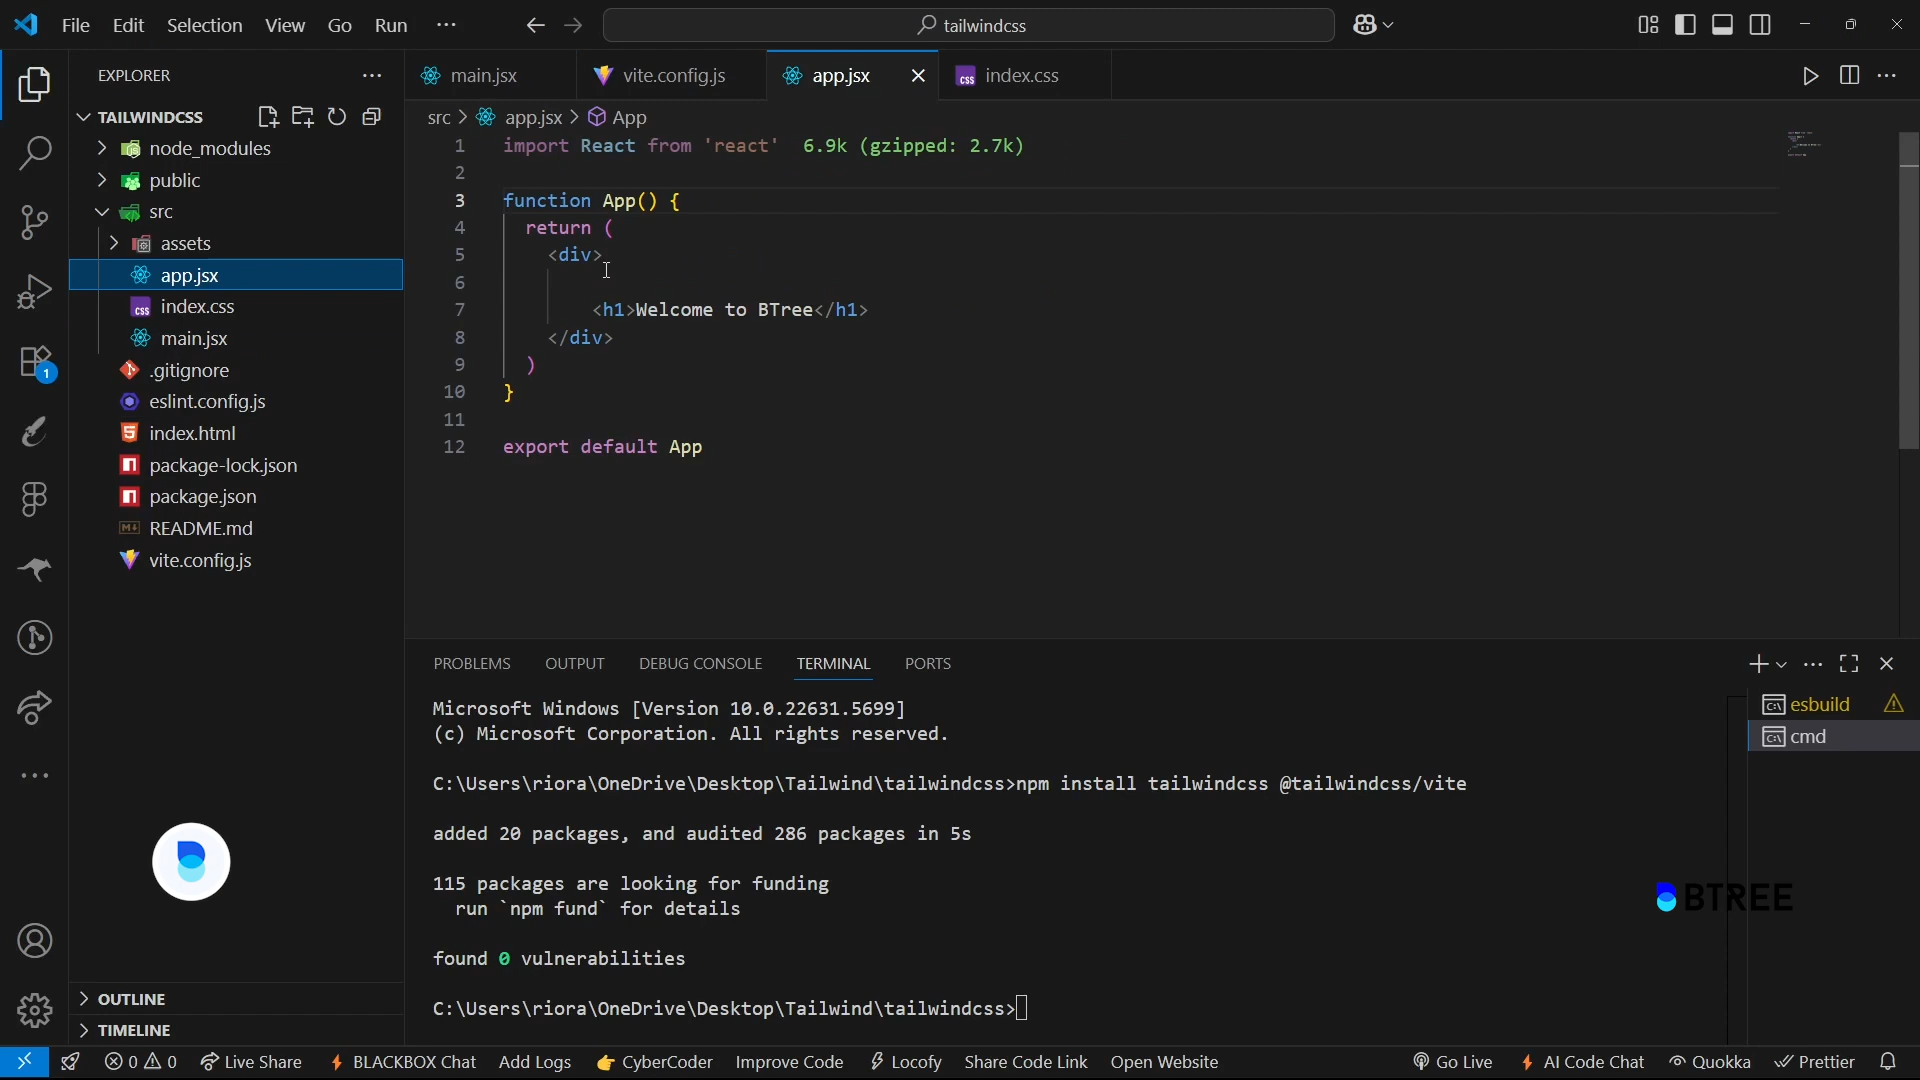 File Edit Selection View Go Run ···
tailwindcss
EXPLORER
TAILWINDCSS
node_modules
public
src
assets
app.jsx
index.css
main.jsx
.gitignore
eslint.config.js
index.html
package-lock.json
package.json
README.md
vite.config.js
OUTLINE
TIMELINE
main.jsx vite.config.js app.jsx index.css
src > app.jsx > App
1 import React from 'react' 6.9k (gzipped: 2.7k)
2
3 function App() {
4 return (
5 <div>
6
7 <h1>Welcome to BTree</h1>
8 </div>
9 )
10 }
11
12 export default App
PROBLEMS OUTPUT DEBUG CONSOLE TERMINAL PORTS
Microsoft Windows [Version 10.0.22631.5699]
(c) Microsoft Corporation. All rights reserved.
C:\Users\riora\OneDrive\Desktop\Tailwind\tailwindcss>npm install tailwindcss @tailwindcss/vite
added 20 packages, and audited 286 packages in 5s
115 packages are looking for funding
run `npm fund` for details
found 0 vulnerabilities
C:\Users\riora\OneDrive\Desktop\Tailwind\tailwindcss>
esbuild
cmd
BTREE
1
0 0 Live Share BLACKBOX Chat Add Logs CyberCoder Improve Code Locofy Share Code Link Open Website Go Live AI Code Chat Quokka Prettier